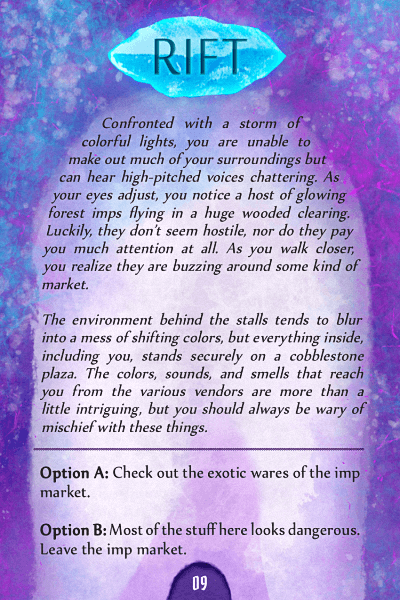 RIFT
Confronted with a storm of
colorful lights, you are unable to
make out much of your surroundings but
can hear high-pitched voices chattering. As
your eyes adjust, you notice a host of glowing
forest imps flying in a huge wooded clearing.
Luckily, they don't seem hostile, nor do they pay
you much attention at all. As you walk closer,
you realize they are buzzing around some kind of
market.
The environment behind the stalls tends to blur
into a mess of shifting colors, but everything inside,
including you, stands securely on a cobblestone
plaza. The colors, sounds, and smells that reach
you from the various vendors are more than a
little intriguing, but you should always be wary of
mischief with these things.
Option A: Check out the exotic wares of the imp
market.
Option B: Most of the stuff here looks dangerous.
Leave the imp market.
09